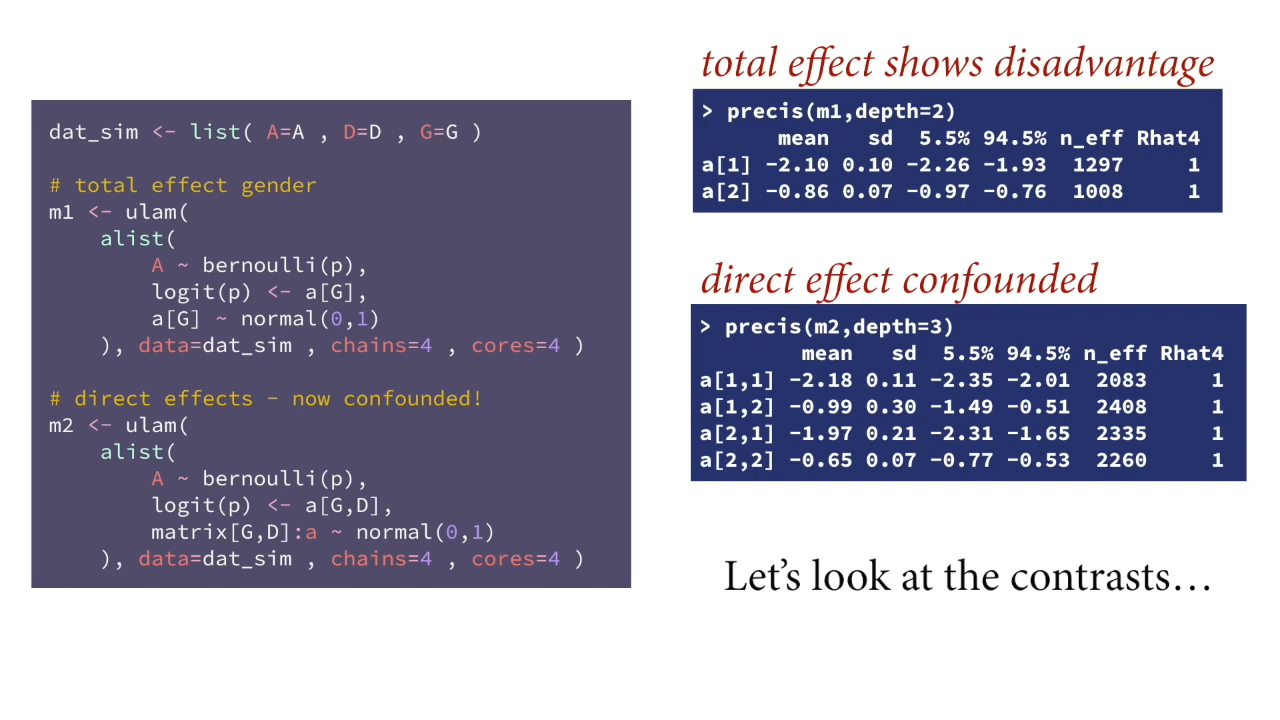 dat_sim <- list( A=A , D=D , G=G )
# total effect gender
m1 <- ulam(
alist(
A ~ bernoulli(p),
logit(p) <- a[G],
a[G] ~ normal(0,1)
), data=dat_sim , chains=4 , cores=4 )
# direct effects - now confounded!
m2 <- ulam(
alist(
A ~ bernoulli(p),
logit(p) <- a[G,D],
matrix[G,D]:a ~ normal(0,1)
), data=dat_sim , chains=4 , cores=4 )
total effect shows disadvantage
> precis(m1,depth=2)
mean sd 5.5% 94.5% n_eff Rhat4
a[1] -2.10 0.10 -2.26 -1.93 1297 1
a[2] -0.86 0.07 -0.97 -0.76 1008 1
direct effect confounded
> precis(m2,depth=3)
mean sd 5.5% 94.5% n_eff Rhat4
a[1,1] -2.18 0.11 -2.35 -2.01 2083 1
a[1,2] -0.99 0.30 -1.49 -0.51 2408 1
a[2,1] -1.97 0.21 -2.31 -1.65 2335 1
a[2,2] -0.65 0.07 -0.77 -0.53 2260 1
Let’s look at the contrasts…